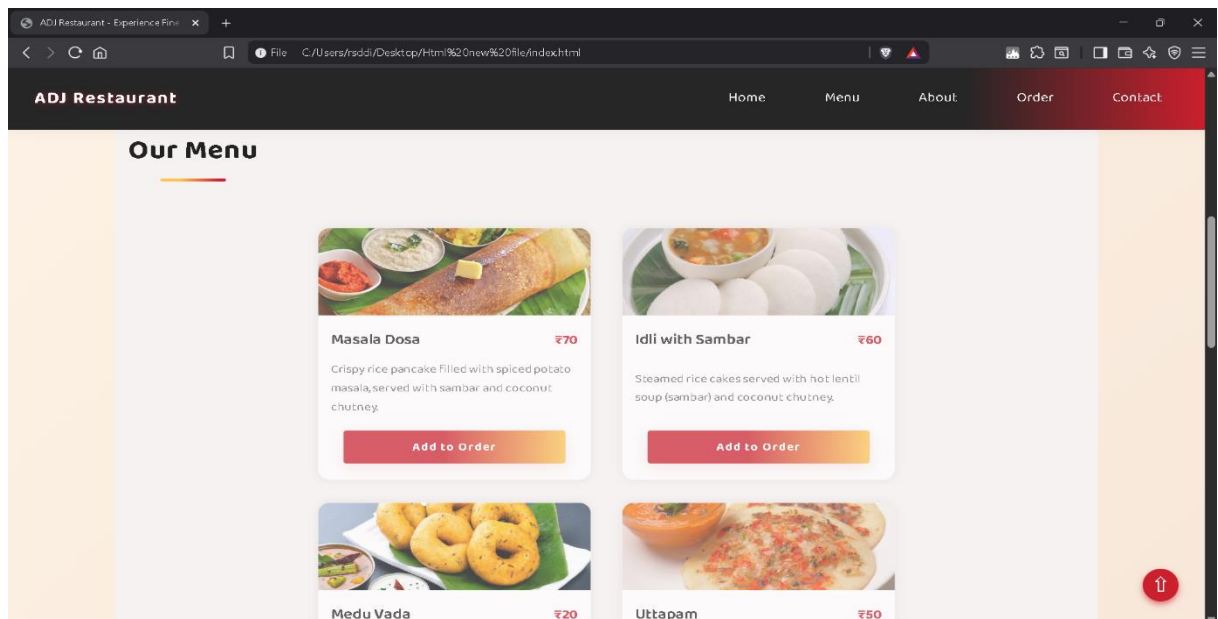 ADJ Restaurant - Experience Fine
File C:/Users/rsddi/Desktop/Html%20new%20file/index.html
ADJ Restaurant Home Menu About Order Contact
Our Menu
Masala Dosa ₹70
Crispy rice pancake filled with spiced potato
masala, served with sambar and coconut
chutney.
Add to Order
Idli with Sambar ₹60
Steamed rice cakes served with hot lentil
soup (sambar) and coconut chutney.
Add to Order
Medu Vada ₹20
Uttapam ₹50